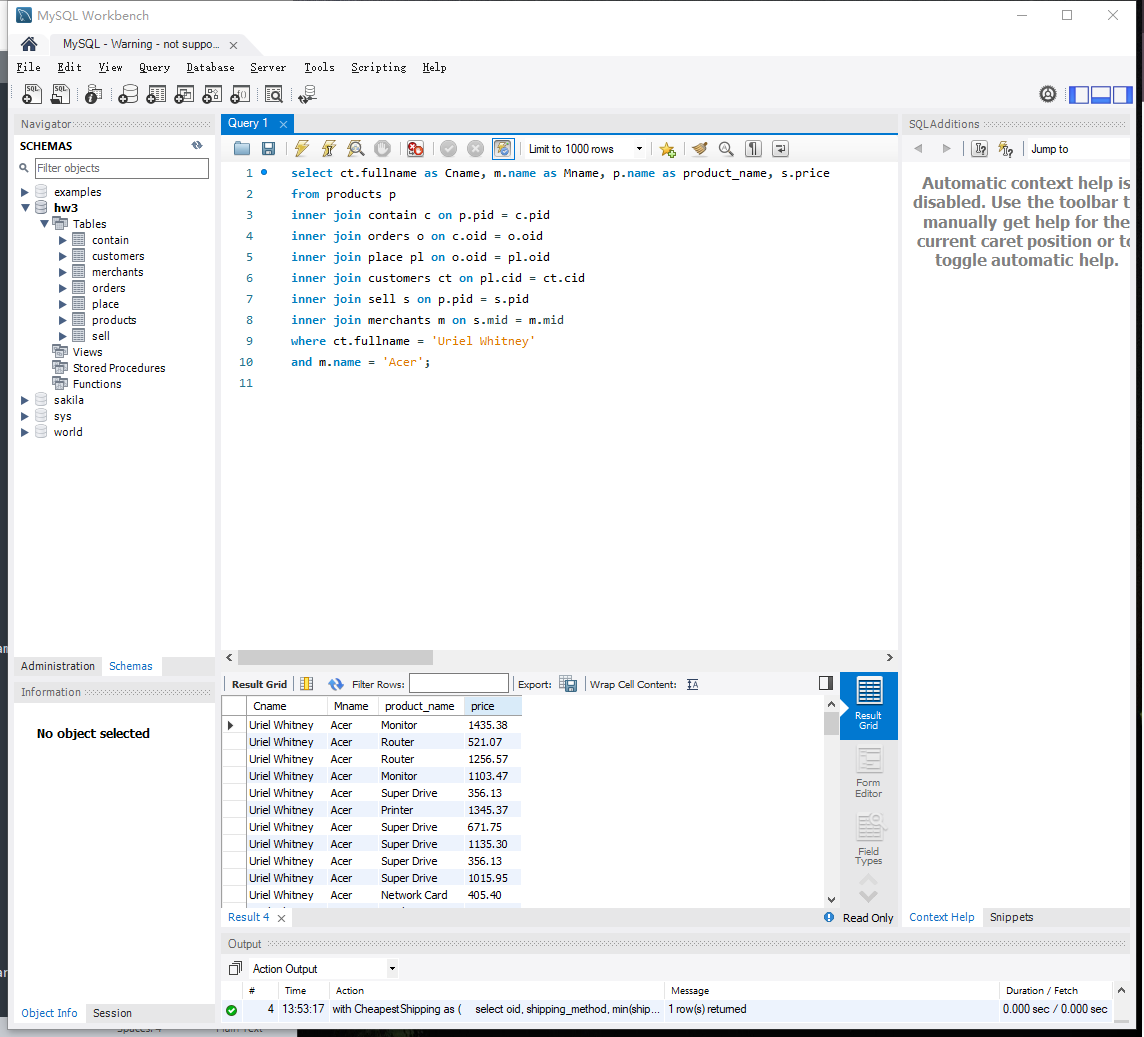 MySQL Workbench
MySQL - Warning - not suppo...
File Edit View Query Database Server Tools Scripting Help
Navigator
SCHEMAS
Filter objects
examples
hw3
Tables
contain
customers
merchants
orders
place
products
sell
Views
Stored Procedures
Functions
sakila
sys
world
Administration Schemas
Information
No object selected
Object Info Session
Query 1
Limit to 1000 rows
1 select ct.fullname as Cname, m.name as Mname, p.name as product_name, s.price
2 from products p
3 inner join contain c on p.pid = c.pid
4 inner join orders o on c.oid = o.oid
5 inner join place pl on o.oid = pl.oid
6 inner join customers ct on pl.cid = ct.cid
7 inner join sell s on p.pid = s.pid
8 inner join merchants m on s.mid = m.mid
9 where ct.fullname = 'Uriel Whitney'
10 and m.name = 'Acer';
11
Result Grid Filter Rows: Export: Wrap Cell Content:
Cname Mname product_name price
Uriel Whitney Acer Monitor 1435.38
Uriel Whitney Acer Router 521.07
Uriel Whitney Acer Router 1256.57
Uriel Whitney Acer Monitor 1103.47
Uriel Whitney Acer Super Drive 356.13
Uriel Whitney Acer Printer 1345.37
Uriel Whitney Acer Super Drive 671.75
Uriel Whitney Acer Super Drive 1135.30
Uriel Whitney Acer Super Drive 356.13
Uriel Whitney Acer Super Drive 1015.95
Uriel Whitney Acer Network Card 405.40
Result Grid
Form Editor
Field Types
Result 4
Read Only
SQLAdditions
Jump to
Automatic context help is
disabled. Use the toolbar t
manually get help for the
current caret position or to
toggle automatic help.
Context Help Snippets
Output
Action Output
# Time Action Message Duration / Fetch
4 13:53:17 with CheapestShipping as ( select oid, shipping_method, min(ship... 1 row(s) returned 0.000 sec / 0.000 sec
Spaces: 4 Plain Text